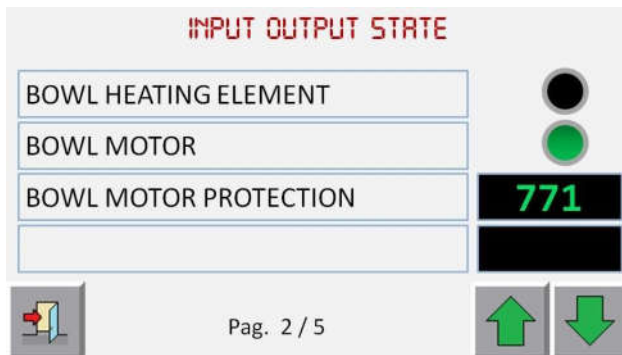 INPUT OUTPUT STATE
BOWL HEATING ELEMENT
BOWL MOTOR
BOWL MOTOR PROTECTION 771
Pag. 2 / 5